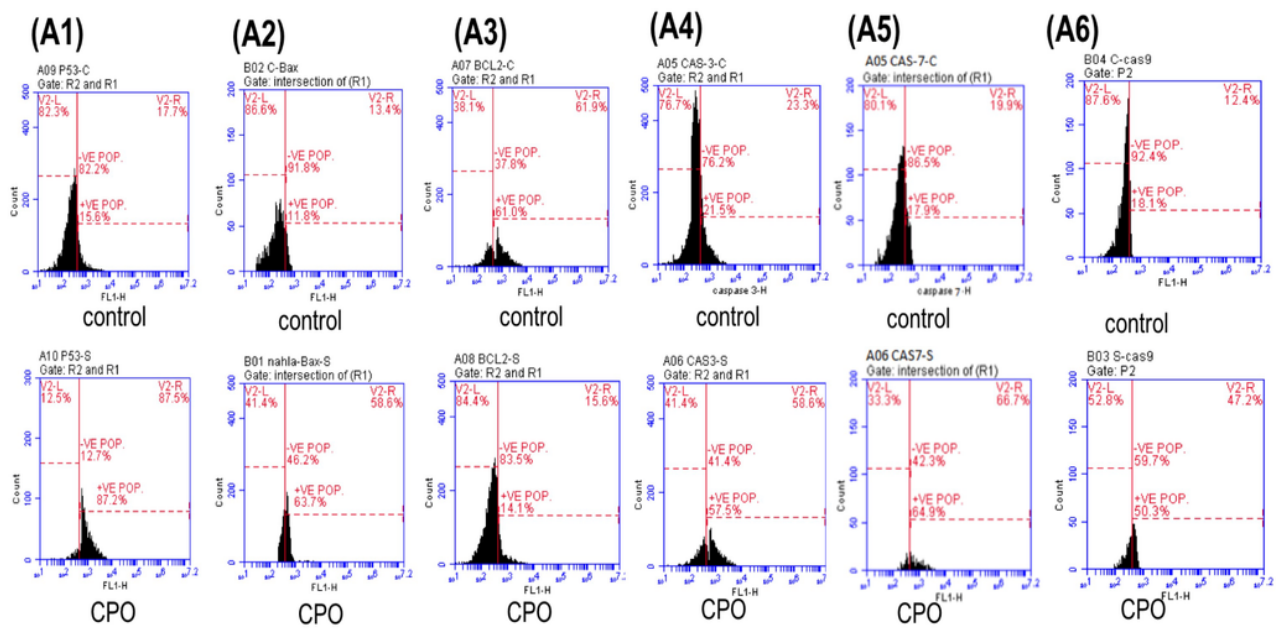 (A1)
A09 P53-C
Gate: R2 and R1
V2-L
82.3%
V2-R
17.7%
-VE POP.
82.2%
+VE POP.
15.6%
Count
FL1-H
control
(A2)
B02 C-Bax
Gate: intersection of (R1)
V2-L
86.6%
V2-R
13.4%
-VE POP.
91.8%
+VE POP.
11.8%
Count
FL1-H
control
(A3)
A07 BCL2-C
Gate: R2 and R1
V2-L
38.1%
V2-R
61.9%
-VE POP.
37.8%
+VE POP.
61.0%
Count
FL1-H
control
(A4)
A05 CAS-3-C
Gate: R2 and R1
V2-L
76.7%
V2-R
23.3%
76.2%
21.5%
Count
caspase 3-H
control
(A5)
A05 CAS-7-C
Gate: intersection of (R1)
V2-L
80.1%
V2-R
19.9%
-VE POP.
86.5%
+VE POP.
17.9%
Count
caspase 7-H
control
(A6)
B04 C-cas9
Gate: P2
V2-L
87.6%
V2-R
12.4%
-VE POP.
92.4%
+VE POP.
18.1%
Count
FL1-H
control
A10 P53-S
Gate: R2 and R1
V2-L
12.5%
V2-R
87.5%
-VE POP.
12.7%
+VE POP.
87.2%
Count
FL1-H
CPO
B01 nahla-Bax-S
Gate: intersection of (R1)
V2-L
41.4%
V2-R
58.6%
-VE POP.
46.2%
+VE POP.
63.7%
Count
FL1-H
CPO
A08 BCL2-S
Gate: R2 and R1
V2-L
84.4%
V2-R
15.6%
-VE POP.
83.5%
+VE POP.
14.1%
Count
FL1-H
CPO
A06 CAS3-S
Gate: R2 and R1
V2-L
41.4%
V2-R
58.6%
-VE POP.
41.4%
+VE POP.
57.5%
Count
FL1-H
CPO
A06 CAS7-S
Gate: intersection of (R1)
V2-L
33.3%
V2-R
66.7%
-VE POP.
42.3%
+VE POP.
64.9%
Count
FL1-H
CPO
B03 S-cas9
Gate: P2
V2-L
52.8%
V2-R
47.2%
-VE POP.
59.7%
+VE POP.
50.3%
Count
FL1-H
CPO